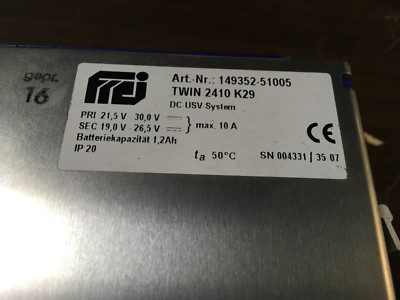 gepr.
16
FREI
Art.-Nr.: 149352-51005
TWIN 2410 K29
DC USV System
PRI 21,5 V 30,0 V
SEC 19,0 V - 26,5 V
max. 10 A
Batteriekapazität 1,2Ah
IP 20
ta 50°C
SN 004331 / 35 07
CE